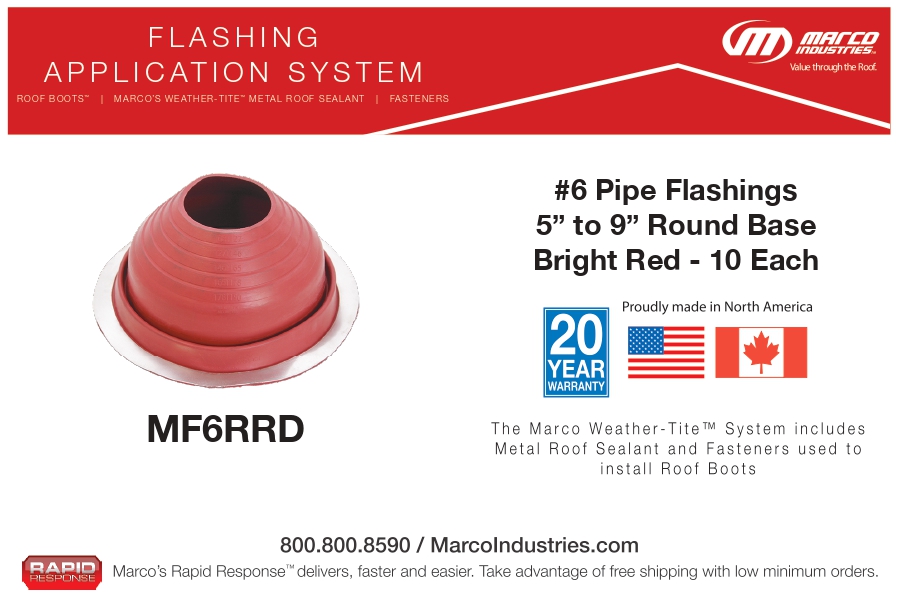 FLASHING
APPLICATION SYSTEM
ROOF BOOTS™ | MARCO'S WEATHER-TITE™ METAL ROOF SEALANT | FASTENERS
MARCO
INDUSTRIES™
Value through the Roof.
#6 Pipe Flashings
5” to 9” Round Base
Bright Red - 10 Each
Proudly made in North America
20
YEAR
WARRANTY
MF6RRD
The Marco Weather-Tite™ System includes
Metal Roof Sealant and Fasteners used to
install Roof Boots
800.800.8590 / MarcoIndustries.com
RAPID
RESPONSE
Marco's Rapid Response™ delivers, faster and easier. Take advantage of free shipping with low minimum orders.